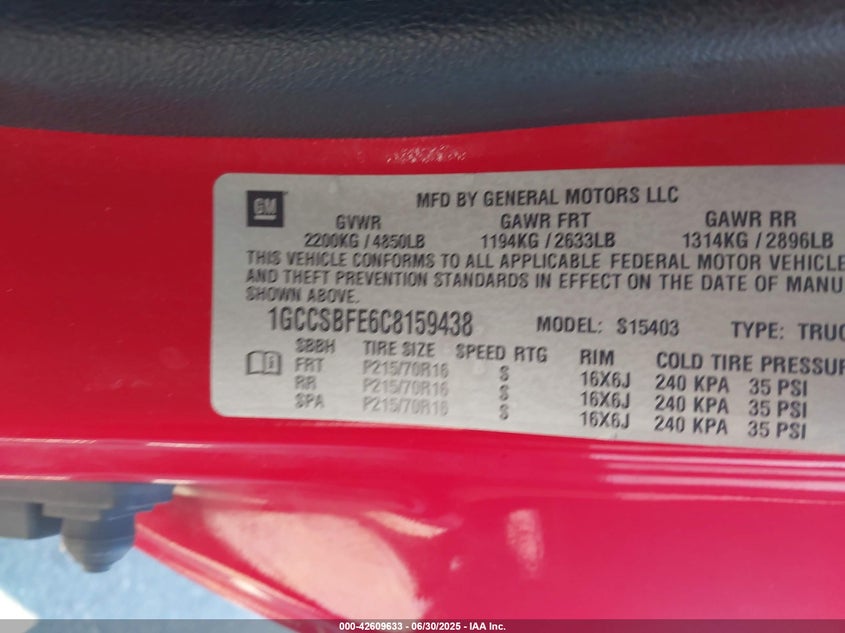 MFD BY GENERAL MOTORS LLC
GM
GVWR GAWR FRT GAWR RR
2200KG / 4850LB 1194KG / 2633LB 1314KG / 2896LB
THIS VEHICLE CONFORMS TO ALL APPLICABLE FEDERAL MOTOR VEHICLE
AND THEFT PREVENTION STANDARDS IN EFFECT ON THE DATE OF MANU
SHOWN ABOVE.
1GCCSBFE6C8159438 MODEL: S15403 TYPE: TRUC
SBBH TIRE SIZE SPEED RTG RIM COLD TIRE PRESSUR
FRT P215/70R16 S 16X6J 240 KPA 35 PSI
RR P215/70R16 S 16X6J 240 KPA 35 PSI
SPA P215/70R16 S 16X6J 240 KPA 35 PSI
000-42609633 / 06/30/2025 - IAA Inc.